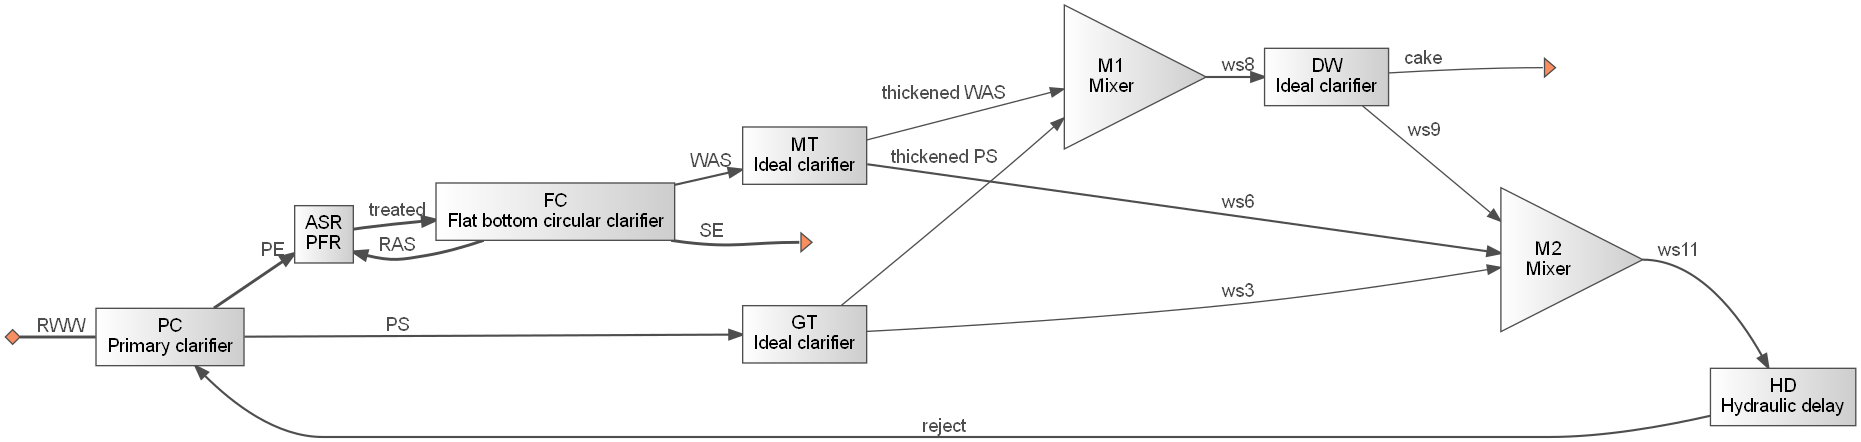 M1
Mixer
ws8
DW
Ideal clarifier
cake
thickened WAS
ws9
WAS
MT
Ideal clarifier
thickened PS
ws6
ASR
PFR
treated
RAS
FC
Flat bottom circular clarifier
SE
PE
M2
Mixer
ws11
ws3
RWW
PC
Primary clarifier
PS
GT
Ideal clarifier
HD
Hydraulic delay
reject